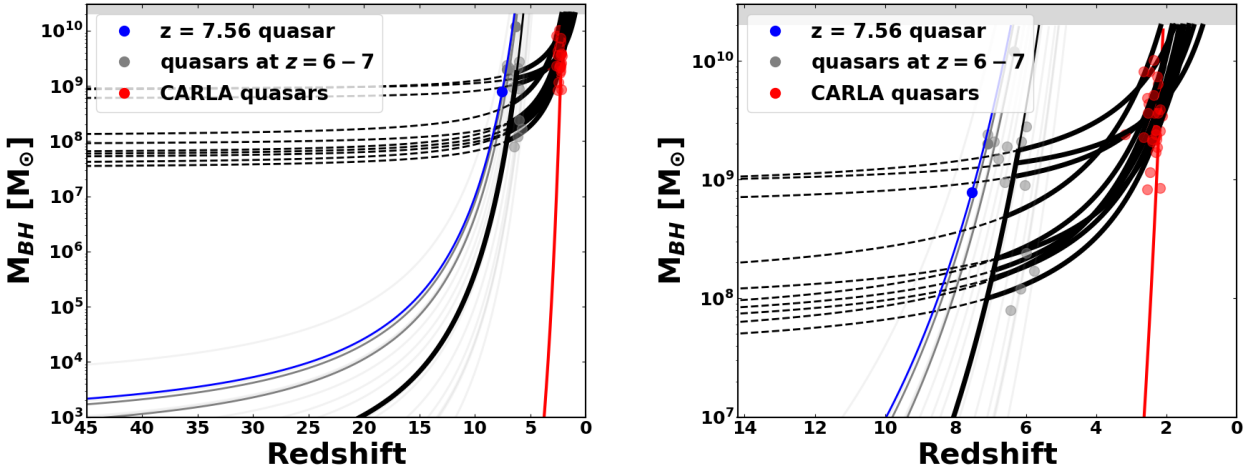 z = 7.56 quasar
quasars at z = 6 − 7
CARLA quasars
M_BH [M_⊙]
10^10
10^9
10^8
10^7
10^6
10^5
10^4
10^3
45 40 35 30 25 20 15 10 5 0
Redshift
z = 7.56 quasar
quasars at z = 6 − 7
CARLA quasars
M_BH [M_⊙]
10^10
10^9
10^8
10^7
14 12 10 8 6 4 2 0
Redshift